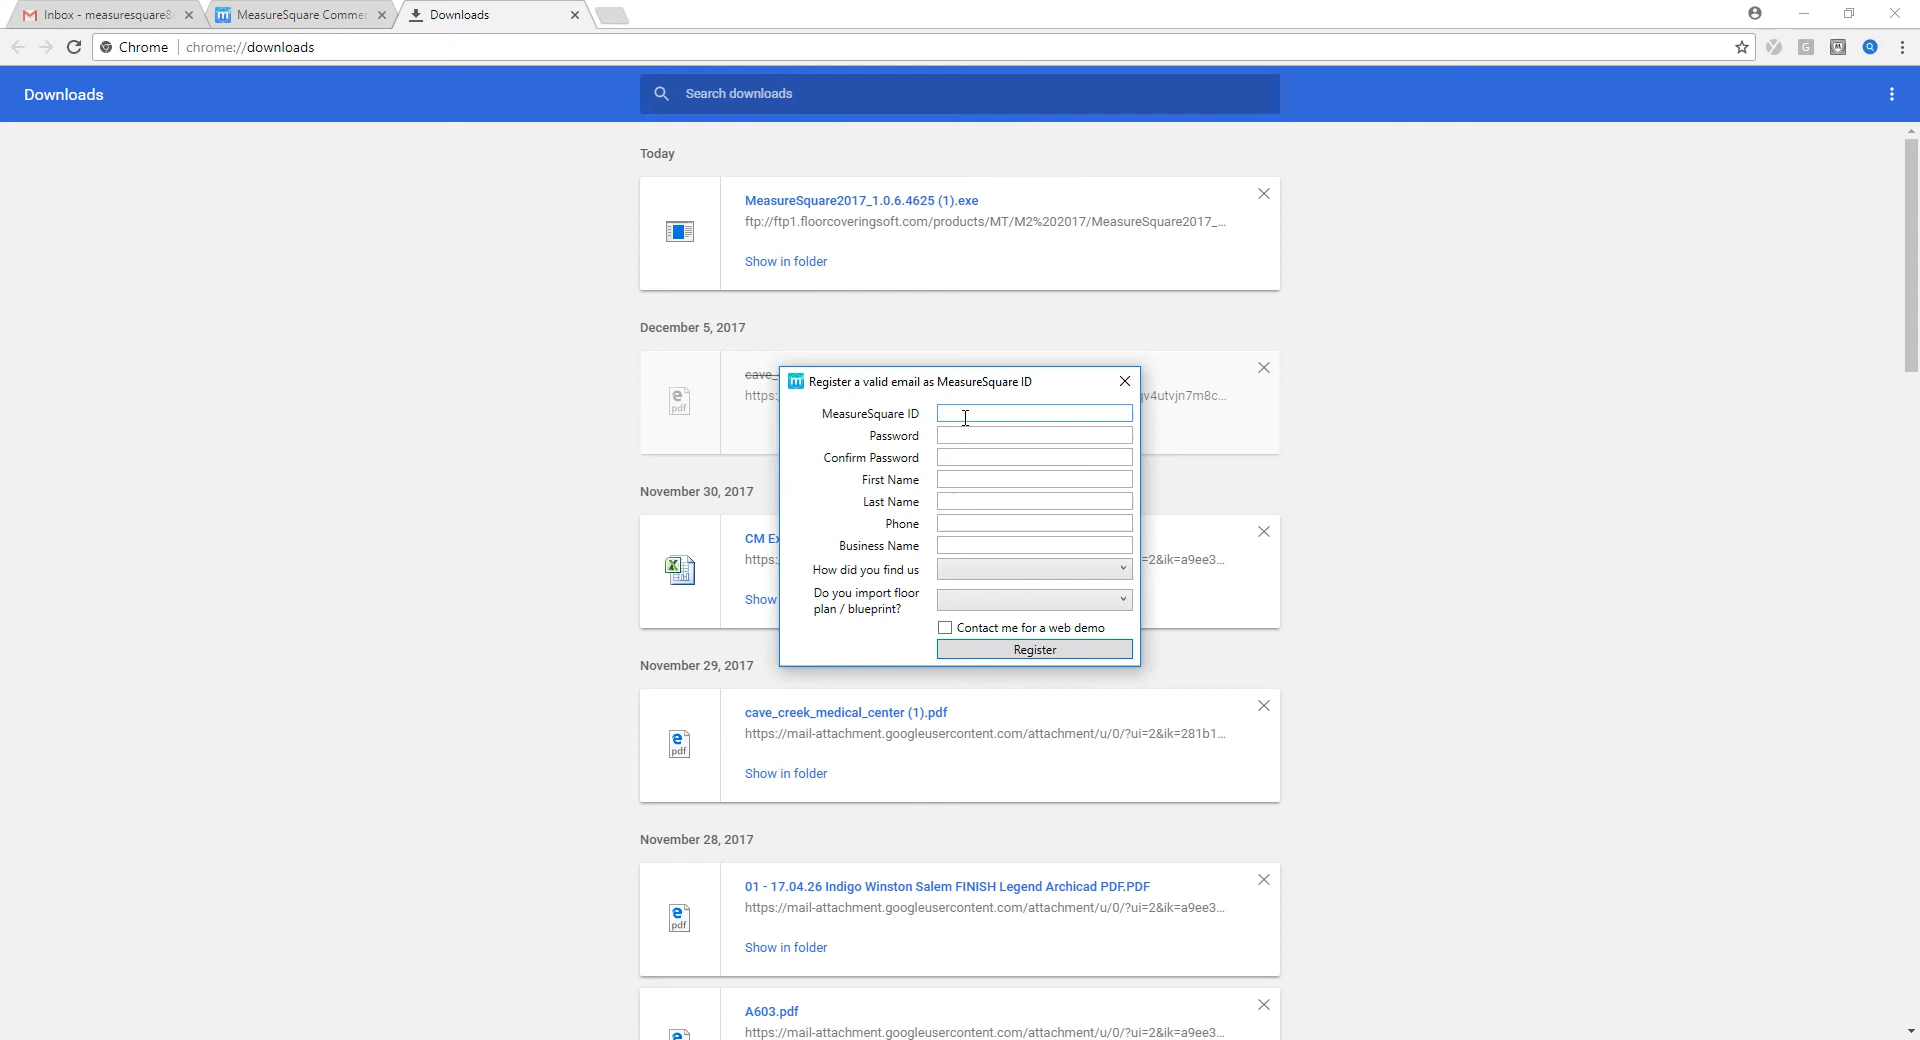 Inbox - measuresquare8
MeasureSquare Commer
Downloads
Chrome
chrome://downloads
Downloads
Search downloads
Today
MeasureSquare2017_1.0.6.4625 (1).exe
ftp://ftp1.floorcoveringsoft.com/products/MT/M2%202017/MeasureSquare2017_...
Show in folder
December 5, 2017
pdf
cave_
https:
gv4utvjn7m8c...
Register a valid email as MeasureSquare ID
MeasureSquare ID
Password
Confirm Password
First Name
Last Name
Phone
Business Name
How did you find us
Do you import floor
plan / blueprint?
Contact me for a web demo
Register
November 30, 2017
CM Ex
https:
=2&ik=a9ee3...
Show
November 29, 2017
pdf
cave_creek_medical_center (1).pdf
https://mail-attachment.googleusercontent.com/attachment/u/0/?ui=2&ik=281b1...
Show in folder
November 28, 2017
pdf
01 - 17.04.26 Indigo Winston Salem FINISH Legend Archicad PDF.PDF
https://mail-attachment.googleusercontent.com/attachment/u/0/?ui=2&ik=a9ee3...
Show in folder
A603.pdf
https://mail-attachment.googleusercontent.com/attachment/u/0/?ui=2&ik=a9ee3...